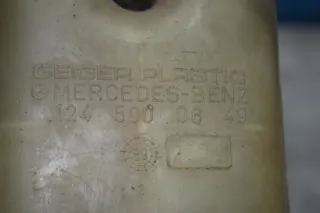 GEIGER PLASTIC
MERCEDES-BENZ
124 500 06 49